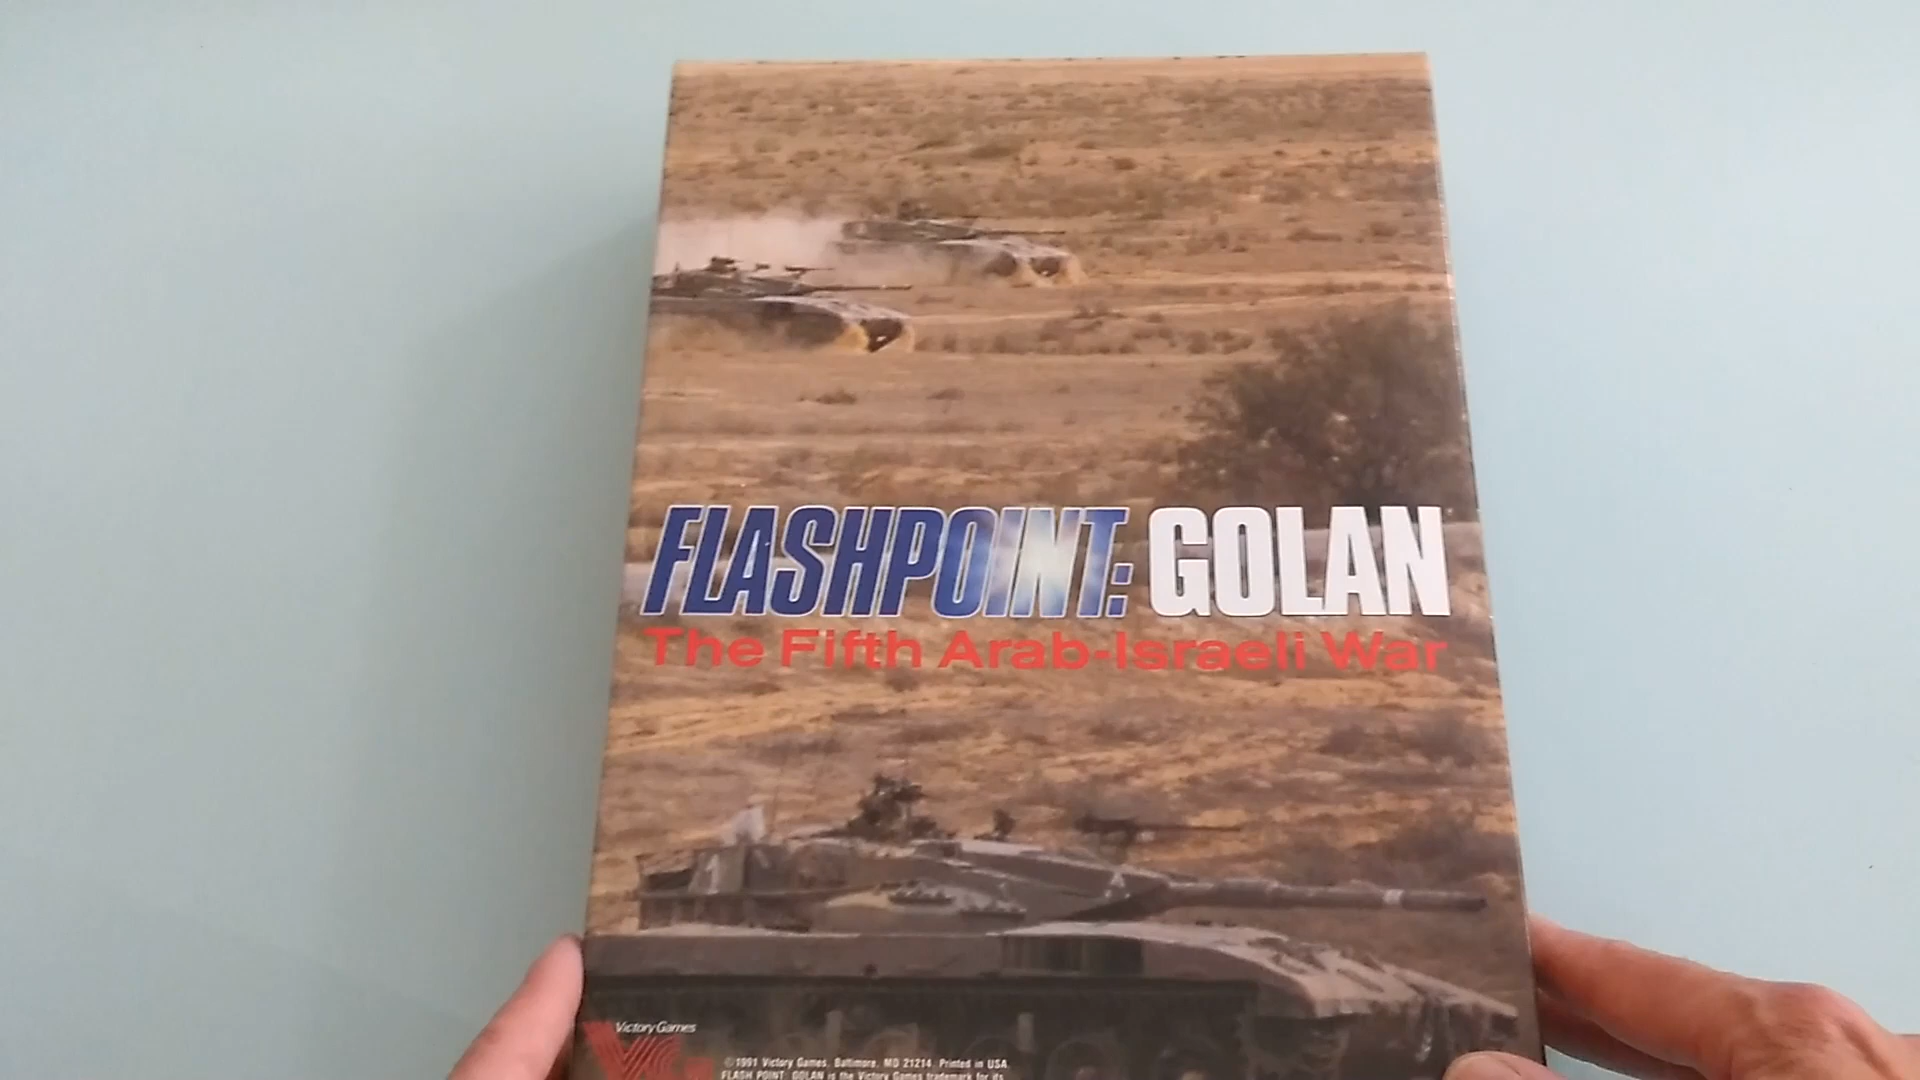 FLASHPOINT: GOLAN
The Fifth Arab-Israeli War
Victory Games
©1991 Victory Games, Baltimore, MD 21214. Printed in USA.
FLASH POINT: GOLAN is the Victory Games trademark for its